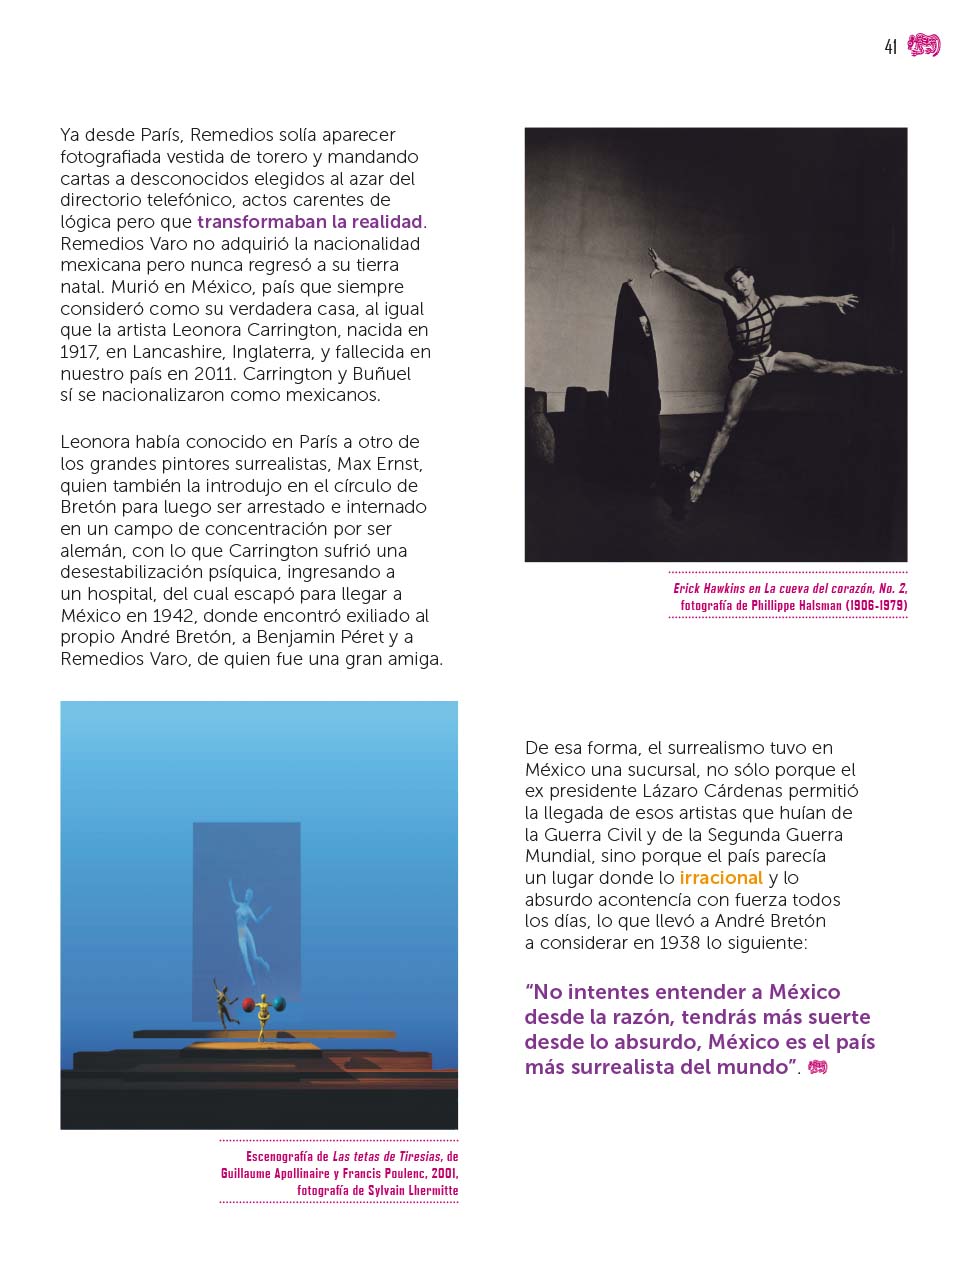 41
Ya desde París, Remedios solía aparecer
fotografiada vestida de torero y mandando
cartas a desconocidos elegidos al azar del
directorio telefónico, actos carentes de
lógica pero que transformaban la realidad.
Remedios Varo no adquirió la nacionalidad
mexicana pero nunca regresó a su tierra
natal. Murió en México, país que siempre
consideró como su verdadera casa, al igual
que la artista Leonora Carrington, nacida en
1917, en Lancashire, Inglaterra, y fallecida en
nuestro país en 2011. Carrington y Buñuel
sí se nacionalizaron como mexicanos.
Leonora había conocido en París a otro de
los grandes pintores surrealistas, Max Ernst,
quien también la introdujo en el círculo de
Bretón para luego ser arrestado e internado
en un campo de concentración por ser
alemán, con lo que Carrington sufrió una
desestabilización psíquica, ingresando a
un hospital, del cual escapó para llegar a
México en 1942, donde encontró exiliado al
propio André Bretón, a Benjamin Péret y a
Remedios Varo, de quien fue una gran amiga.
Escenografía de Las tetas de Tiresias, de
Guillaume Apollinaire y Francis Poulenc, 2001,
fotografía de Sylvain Lhermitte
Erick Hawkins en La cueva del corazón, No. 2,
fotografía de Phillippe Halsman (1906-1979)
De esa forma, el surrealismo tuvo en
México una sucursal, no sólo porque el
ex presidente Lázaro Cárdenas permitió
la llegada de esos artistas que huían de
la Guerra Civil y de la Segunda Guerra
Mundial, sino porque el país parecía
un lugar donde lo irracional y lo
absurdo acontencía con fuerza todos
los días, lo que llevó a André Bretón
a considerar en 1938 lo siguiente:
“No intentes entender a México
desde la razón, tendrás más suerte
desde lo absurdo, México es el país
más surrealista del mundo”.